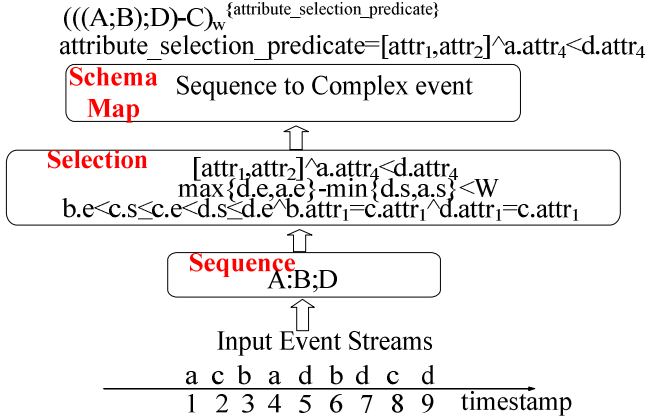 (((A;B);D)-C)w{attribute_selection_predicate}
attribute_selection_predicate=[attr₁,attr₂]^a.attr₄<d.attr₄
Schema Map
Sequence to Complex event
Selection
[attr₁,attr₂]^a.attr₄<d.attr₄
max{d.e,a.e}-min{d.s,a.s}<W
b.e<c.s≤c.e<d.s≤d.e^b.attr₁=c.attr₁^d.attr₁=c.attr₁
Sequence
A:B;D
Input Event Streams
a c b a d b d c d
1 2 3 4 5 6 7 8 9 timestamp